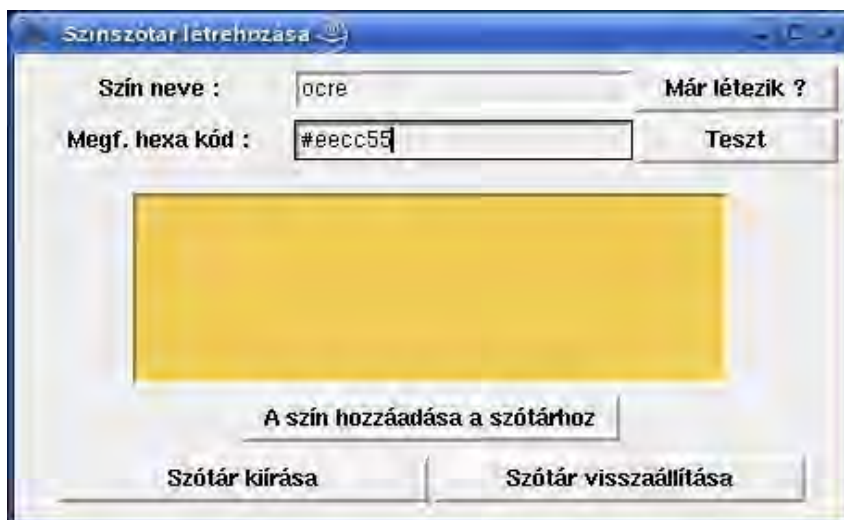 Színszótár létrehozása
Szín neve : ocre Már létezik ?
Megf. hexa kód : #eecc55 Teszt
A szín hozzáadása a szótárhoz
Szótár kiírása Szótár visszaállítása